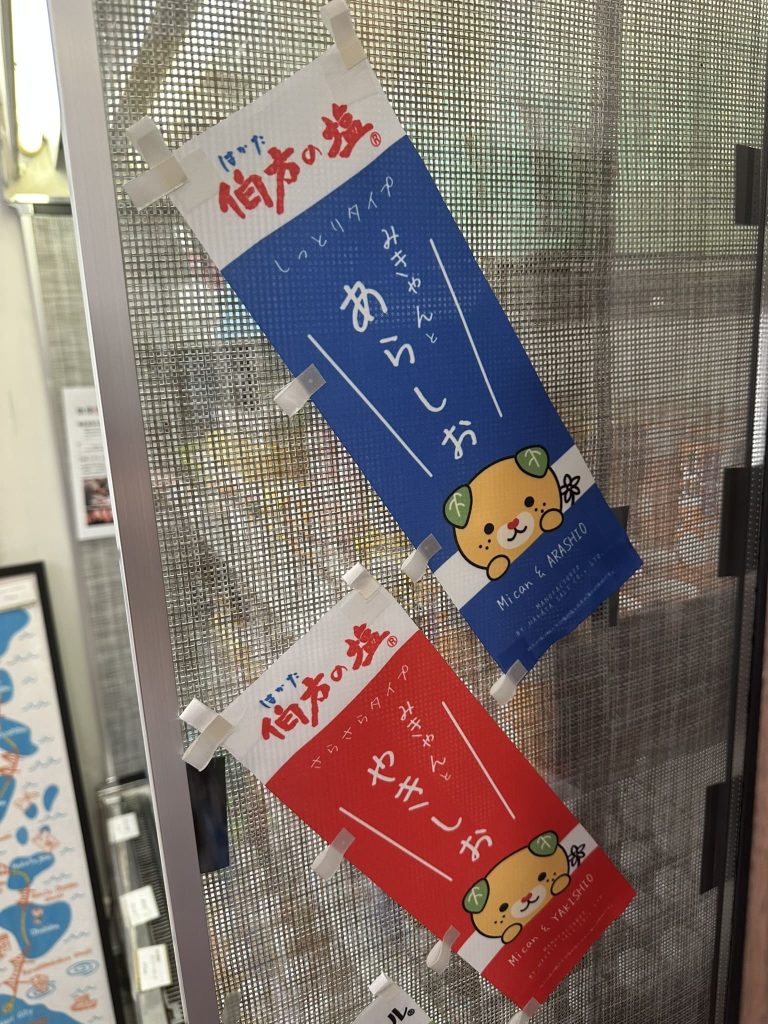 はかた
伯方の塩®
しっとりタイプ
みきゃんと
あらしお
Mican & ARASHIO
MANUFACTURER
はかた
伯方の塩®
さらさらタイプ
みきゃんと
やきしお
Mican & YAKISHIO
ル®